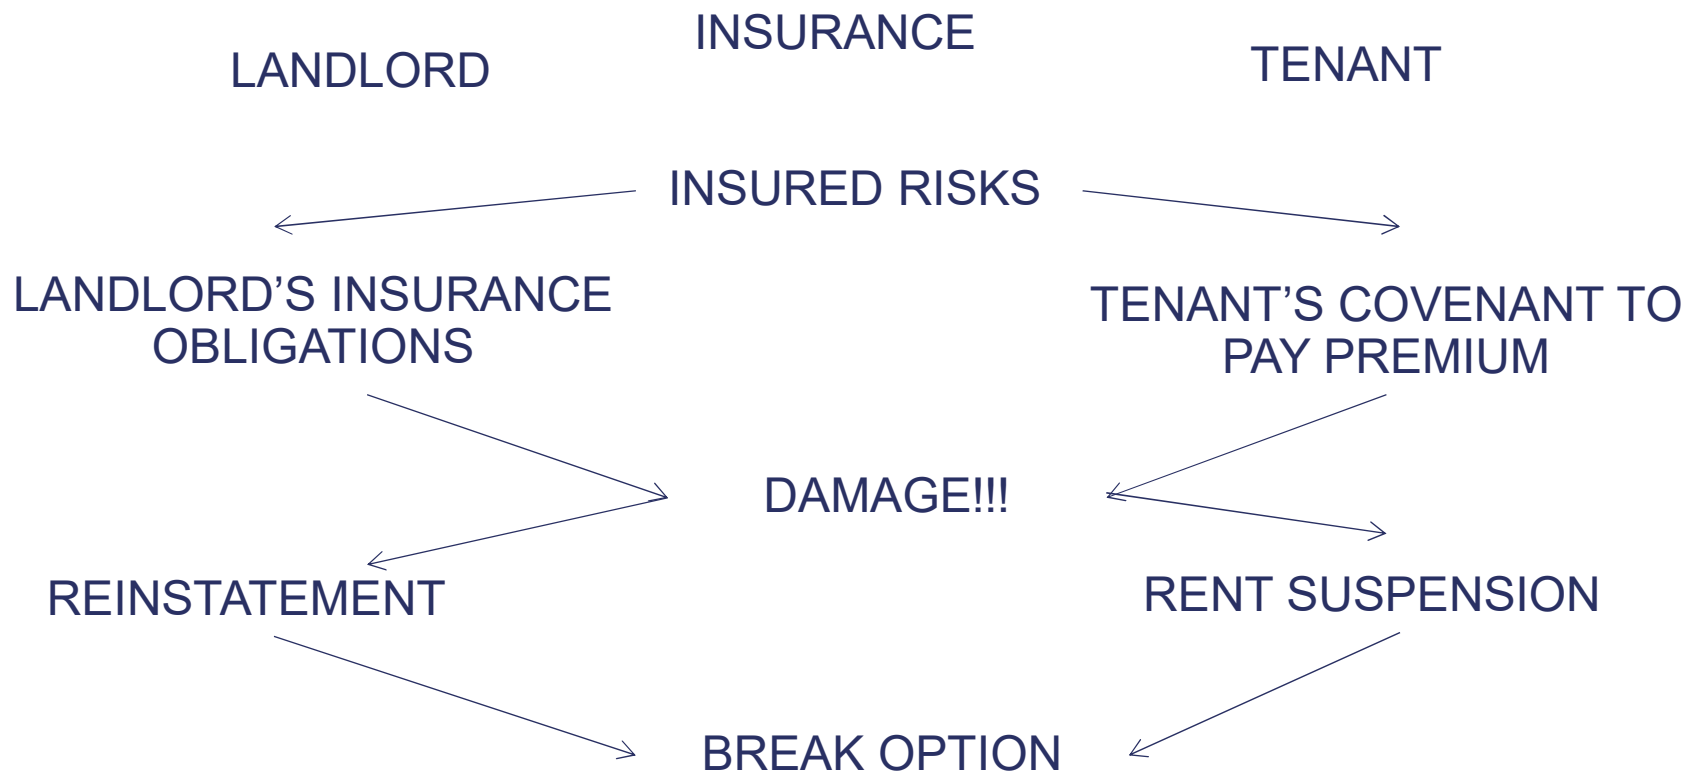 INSURANCE
LANDLORD
TENANT
INSURED RISKS
LANDLORD’S INSURANCE
OBLIGATIONS
TENANT’S COVENANT TO
PAY PREMIUM
DAMAGE!!!
REINSTATEMENT
RENT SUSPENSION
BREAK OPTION